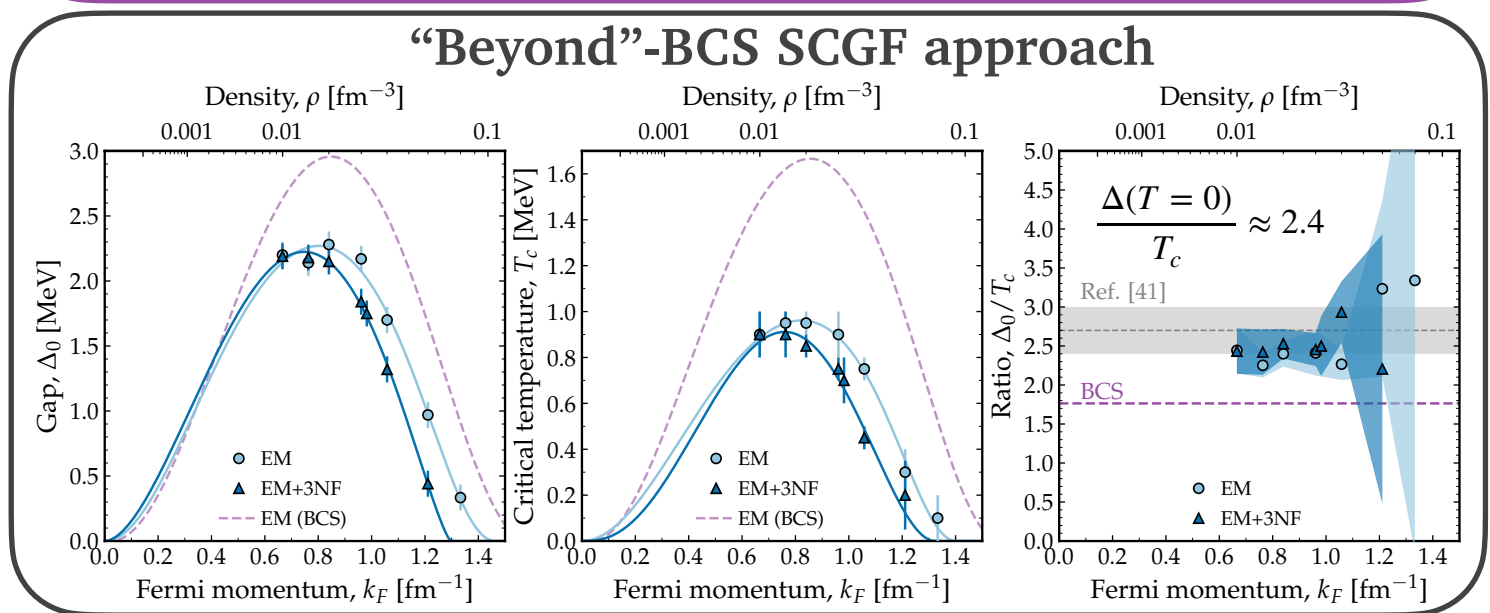 “Beyond”-BCS SCGF approach
Density, ρ [fm⁻³]
0.001 0.01 0.1
3.0
2.5
2.0
1.5
1.0
0.5
0.0
Gap, Δ₀ [MeV]
EM
EM+3NF
EM (BCS)
0.0 0.2 0.4 0.6 0.8 1.0 1.2 1.4
Fermi momentum, k_F [fm⁻¹]
Density, ρ [fm⁻³]
0.001 0.01 0.1
1.6
1.4
1.2
1.0
0.8
0.6
0.4
0.2
0.0
Critical temperature, T_c [MeV]
EM
EM+3NF
EM (BCS)
0.0 0.2 0.4 0.6 0.8 1.0 1.2 1.4
Fermi momentum, k_F [fm⁻¹]
Density, ρ [fm⁻³]
0.001 0.01 0.1
5.0
4.5
4.0
3.5
3.0
2.5
2.0
1.5
1.0
0.5
0.0
Ratio, Δ₀/T_c
Δ(T = 0)
T_c
≈ 2.4
Ref. [41]
BCS
EM
EM+3NF
0.0 0.2 0.4 0.6 0.8 1.0 1.2 1.4
Fermi momentum, k_F [fm⁻¹]